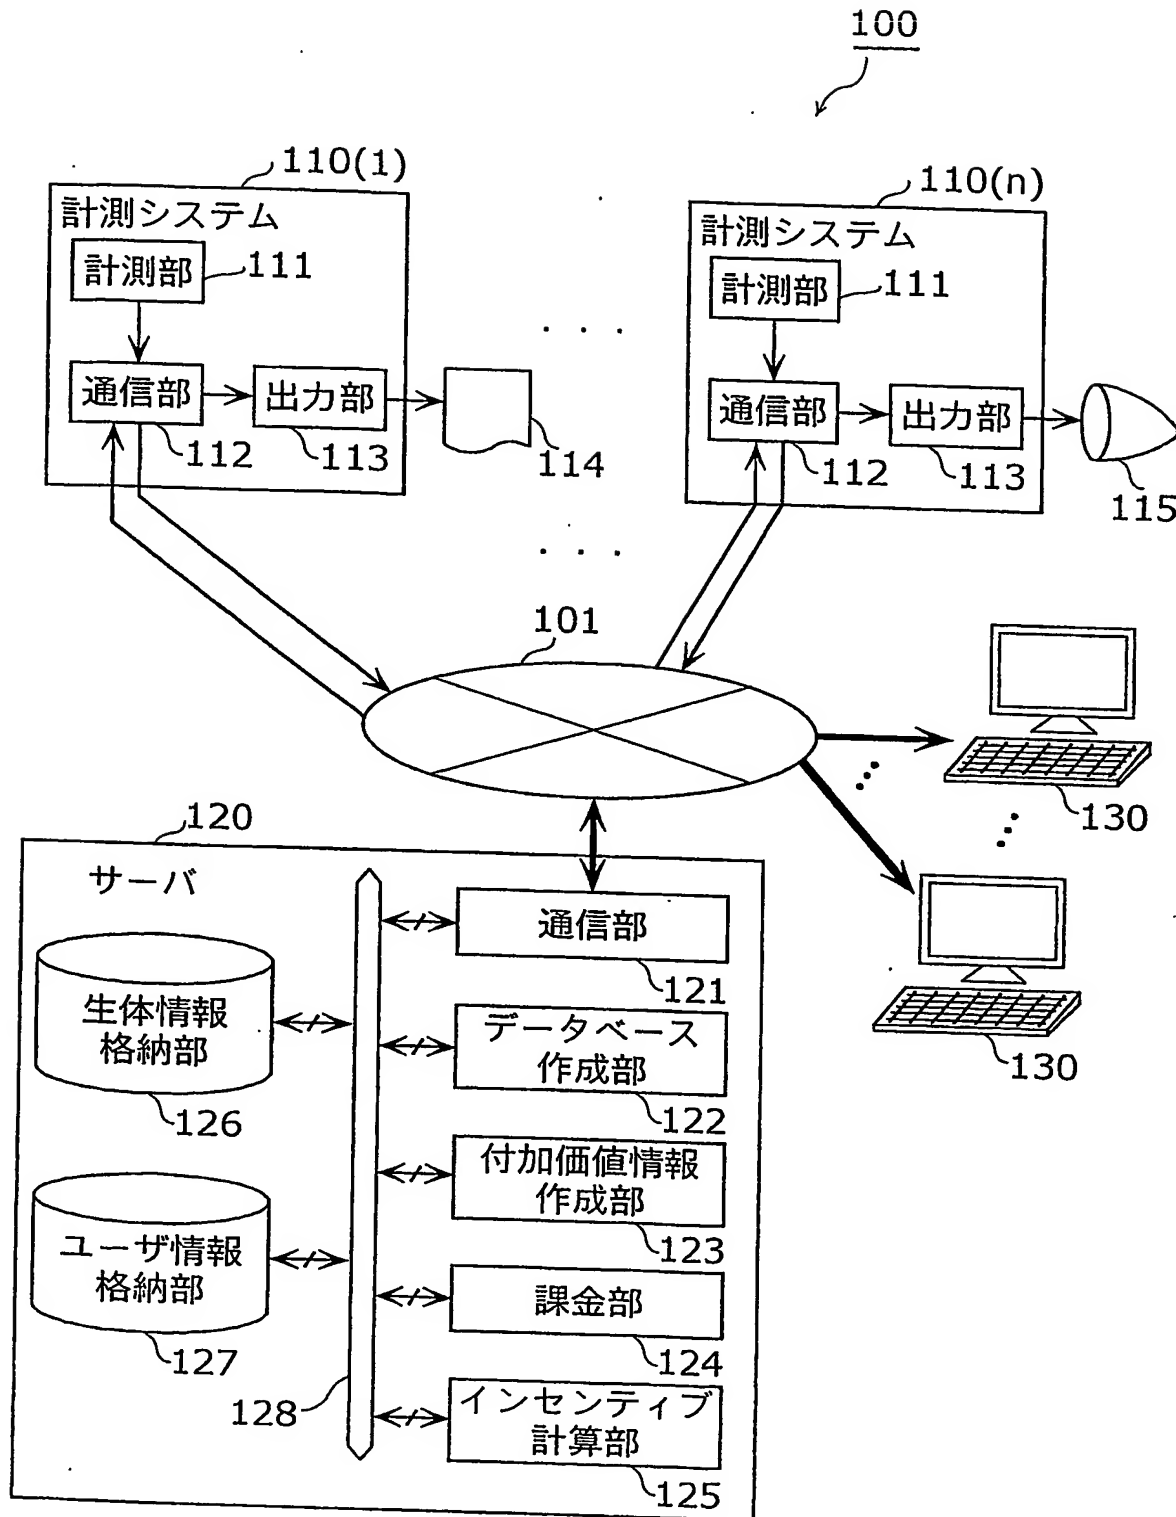 100
110(1)
計測システム
計測部
111
通信部
112
出力部
113
114
110(n)
計測システム
計測部
111
通信部
112
出力部
113
115
101
130
130
120
サーバ
通信部
121
生体情報
格納部
126
データベース
作成部
122
付加価値情報
作成部
123
ユーザ情報
格納部
127
課金部
124
128
インセンティブ
計算部
125